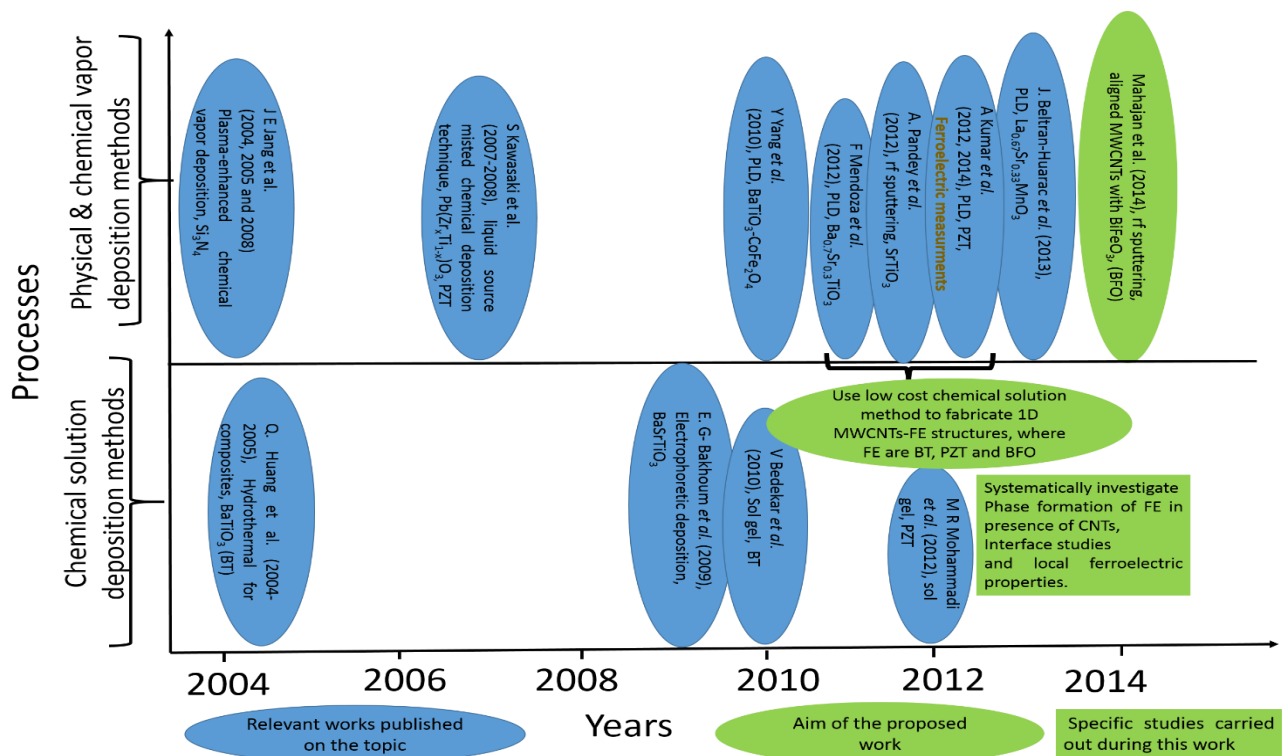 Processes
Physical & chemical vapor
deposition methods
Chemical solution
deposition methods
J E Jang et al.
(2004, 2005 and 2008)
Plasma-enhanced chemical
vapor deposition, Si₃N₄
S Kawasaki et al.
(2007-2008), liquid source
misted chemical deposition
technique, Pb(ZrₓTi₁₋ₓ)O₃, PZT
Y Yang et al.
(2010), PLD, BaTiO₃-CoFe₂O₄
F Mendoza et al.
(2012), PLD, Ba₀.₇Sr₀.₃TiO₃
A. Pandey et al.
(2012), rf sputtering, SrTiO₃
A Kumar et al.
(2012, 2014), PLD, PZT,
Ferroelectric measurments
J. Beltran-Huarac et al. (2013),
PLD, La₀.₆₇Sr₀.₃₃MnO₃
Mahajan et al. (2014), rf sputtering,
aligned MWCNTs with BiFeO₃, (BFO)
Q. Huang et al. (2004-
2005), Hydrothermal for
composites, BaTiO₃ (BT)
E. G- Bakhoum et al. (2009),
Electrophoretic deposition,
BaSrTiO₃
V Bedekar et al.
(2010), Sol gel, BT
M R Mohammadi
et al. (2012), sol
gel, PZT
Use low cost chemical solution
method to fabricate 1D
MWCNTs-FE structures, where
FE are BT, PZT and BFO
Systematically investigate
Phase formation of FE in
presence of CNTs,
Interface studies
and local ferroelectric
properties.
2004
2006
2008
2010
2012
2014
Years
Relevant works published
on the topic
Aim of the proposed
work
Specific studies carried
out during this work